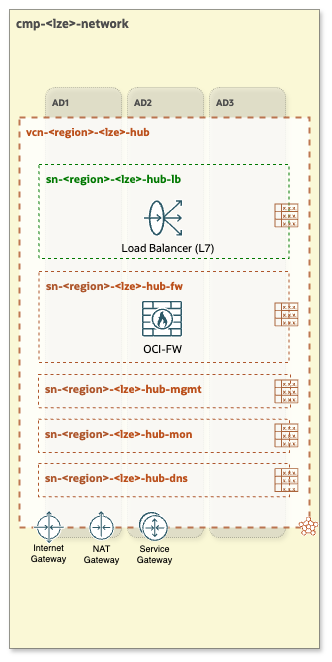 cmp-<lze>-network
AD1
AD2
AD3
vcn-<region>-<lze>-hub
sn-<region>-<lze>-hub-lb
Load Balancer (L7)
sn-<region>-<lze>-hub-fw
OCI-FW
sn-<region>-<lze>-hub-mgmt
sn-<region>-<lze>-hub-mon
sn-<region>-<lze>-hub-dns
Internet
Gateway
NAT
Gateway
Service
Gateway